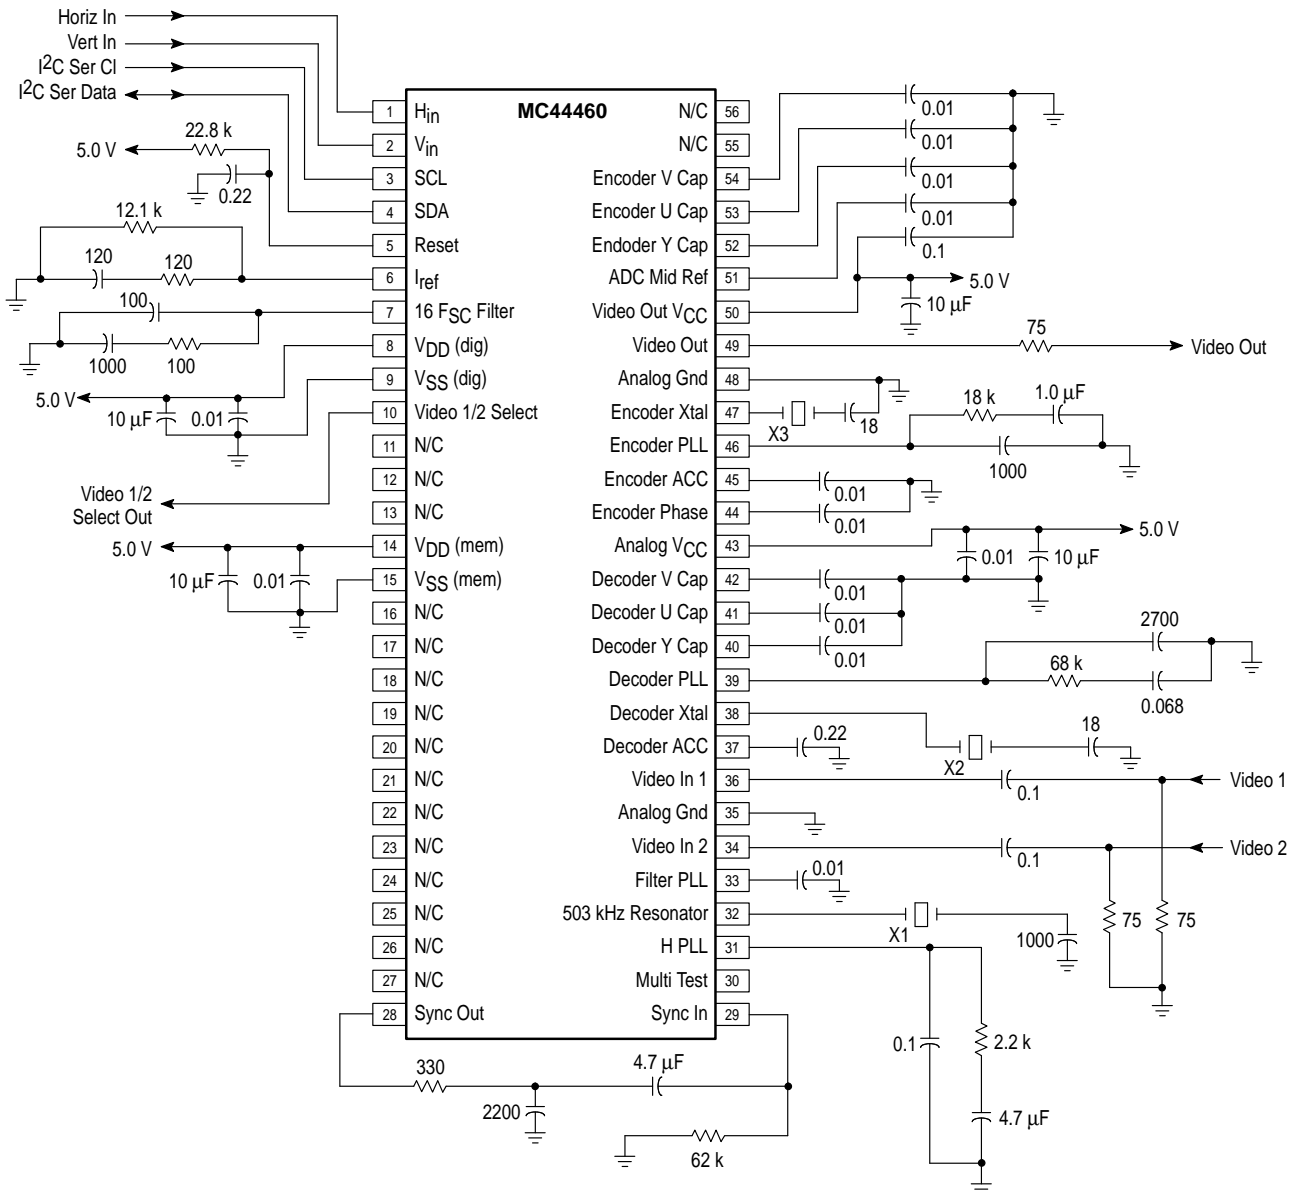 Horiz In
Vert In
I2C Ser Cl
I2C Ser Data
22.8 k
5.0 V
0.22
12.1 k
120
120
100
1000
100
5.0 V
10 µF
0.01
Video 1/2
Select Out
5.0 V
10 µF
0.01
MC44460
1 Hin
2 Vin
3 SCL
4 SDA
5 Reset
6 Iref
7 16 FSC Filter
8 VDD (dig)
9 VSS (dig)
10 Video 1/2 Select
11 N/C
12 N/C
13 N/C
14 VDD (mem)
15 VSS (mem)
16 N/C
17 N/C
18 N/C
19 N/C
20 N/C
21 N/C
22 N/C
23 N/C
24 N/C
25 N/C
26 N/C
27 N/C
28 Sync Out
N/C 56
N/C 55
Encoder V Cap 54
Encoder U Cap 53
Endoder Y Cap 52
ADC Mid Ref 51
Video Out VCC 50
Video Out 49
Analog Gnd 48
Encoder Xtal 47
Encoder PLL 46
Encoder ACC 45
Encoder Phase 44
Analog VCC 43
Decoder V Cap 42
Decoder U Cap 41
Decoder Y Cap 40
Decoder PLL 39
Decoder Xtal 38
Decoder ACC 37
Video In 1 36
Analog Gnd 35
Video In 2 34
Filter PLL 33
503 kHz Resonator 32
H PLL 31
Multi Test 30
Sync In 29
0.01
0.01
0.01
0.01
0.1
5.0 V
10 µF
75
Video Out
X3
18
18 k
1.0 µF
1000
0.01
0.01
5.0 V
0.01
10 µF
0.01
0.01
0.01
2700
68 k
0.068
X2
18
0.22
0.1
Video 1
0.1
Video 2
0.01
75
75
X1
1000
0.1
2.2 k
4.7 µF
330
2200
4.7 µF
62 k